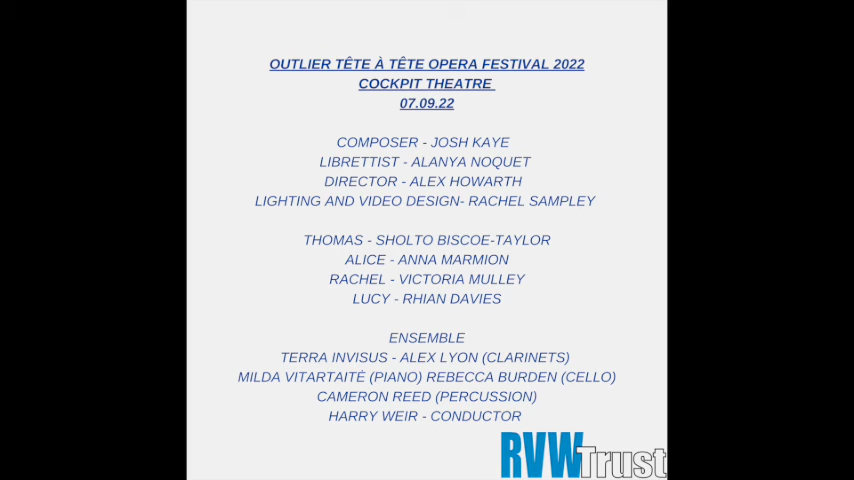 OUTLIER TÊTE À TÊTE OPERA FESTIVAL 2022
COCKPIT THEATRE
07.09.22
COMPOSER - JOSH KAYE
LIBRETTIST - ALANYA NOQUET
DIRECTOR - ALEX HOWARTH
LIGHTING AND VIDEO DESIGN- RACHEL SAMPLEY
THOMAS - SHOLTO BISCOE-TAYLOR
ALICE - ANNA MARMION
RACHEL - VICTORIA MULLEY
LUCY - RHIAN DAVIES
ENSEMBLE
TERRA INVISUS - ALEX LYON (CLARINETS)
MILDA VITARTAITĖ (PIANO) REBECCA BURDEN (CELLO)
CAMERON REED (PERCUSSION)
HARRY WEIR - CONDUCTOR
RVW Trust